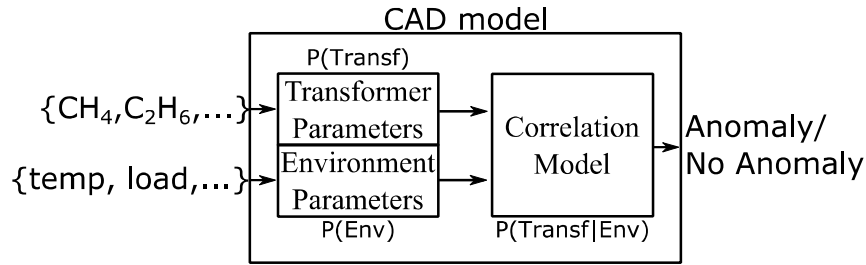 CAD model
P(Transf)
{CH₄,C₂H₆,...}
Transformer
Parameters
{temp, load,...}
Environment
Parameters
P(Env)
Correlation
Model
P(Transf|Env)
Anomaly/
No Anomaly